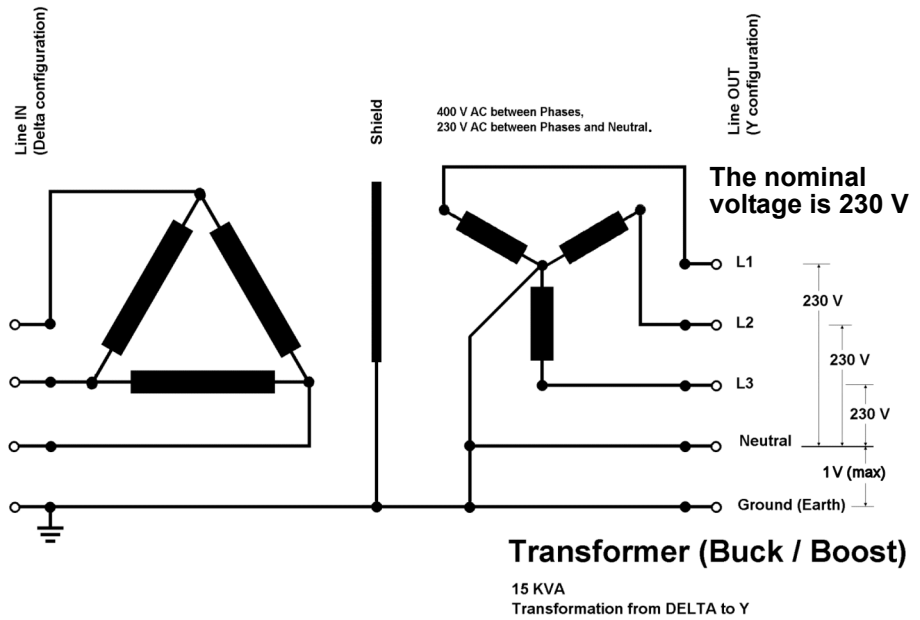 Line IN
(Delta configuration)
Shield
400 V AC between Phases,
230 V AC between Phases and Neutral.
Line OUT
(Y configuration)
The nominal
voltage is 230 V
L1
230 V
L2
230 V
L3
230 V
Neutral
1 V (max)
Ground (Earth)
Transformer (Buck / Boost)
15 KVA
Transformation from DELTA to Y